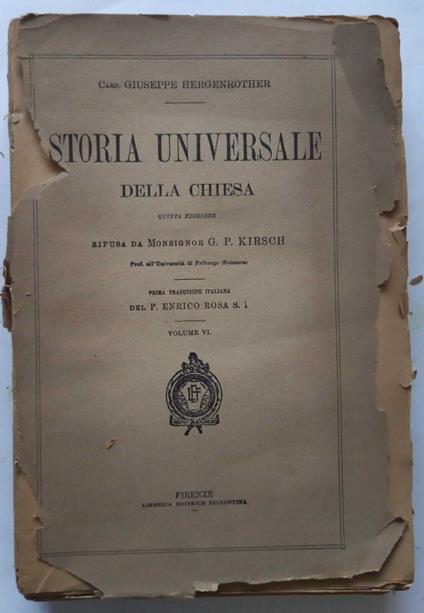 Card. GIUSEPPE HERGENRÖTHER
STORIA UNIVERSALE
DELLA CHIESA
QUINTA EDIZIONE
RIFUSA DA Monsignor G. P. KIRSCH
Prof. all'Università di Friburgo (Svizzera)
PRIMA TRADUZIONE ITALIANA
DEL P. ENRICO ROSA S.
VOLUME VI.
FIRENZE
LIBRERIA EDITRICE FIORENTINA